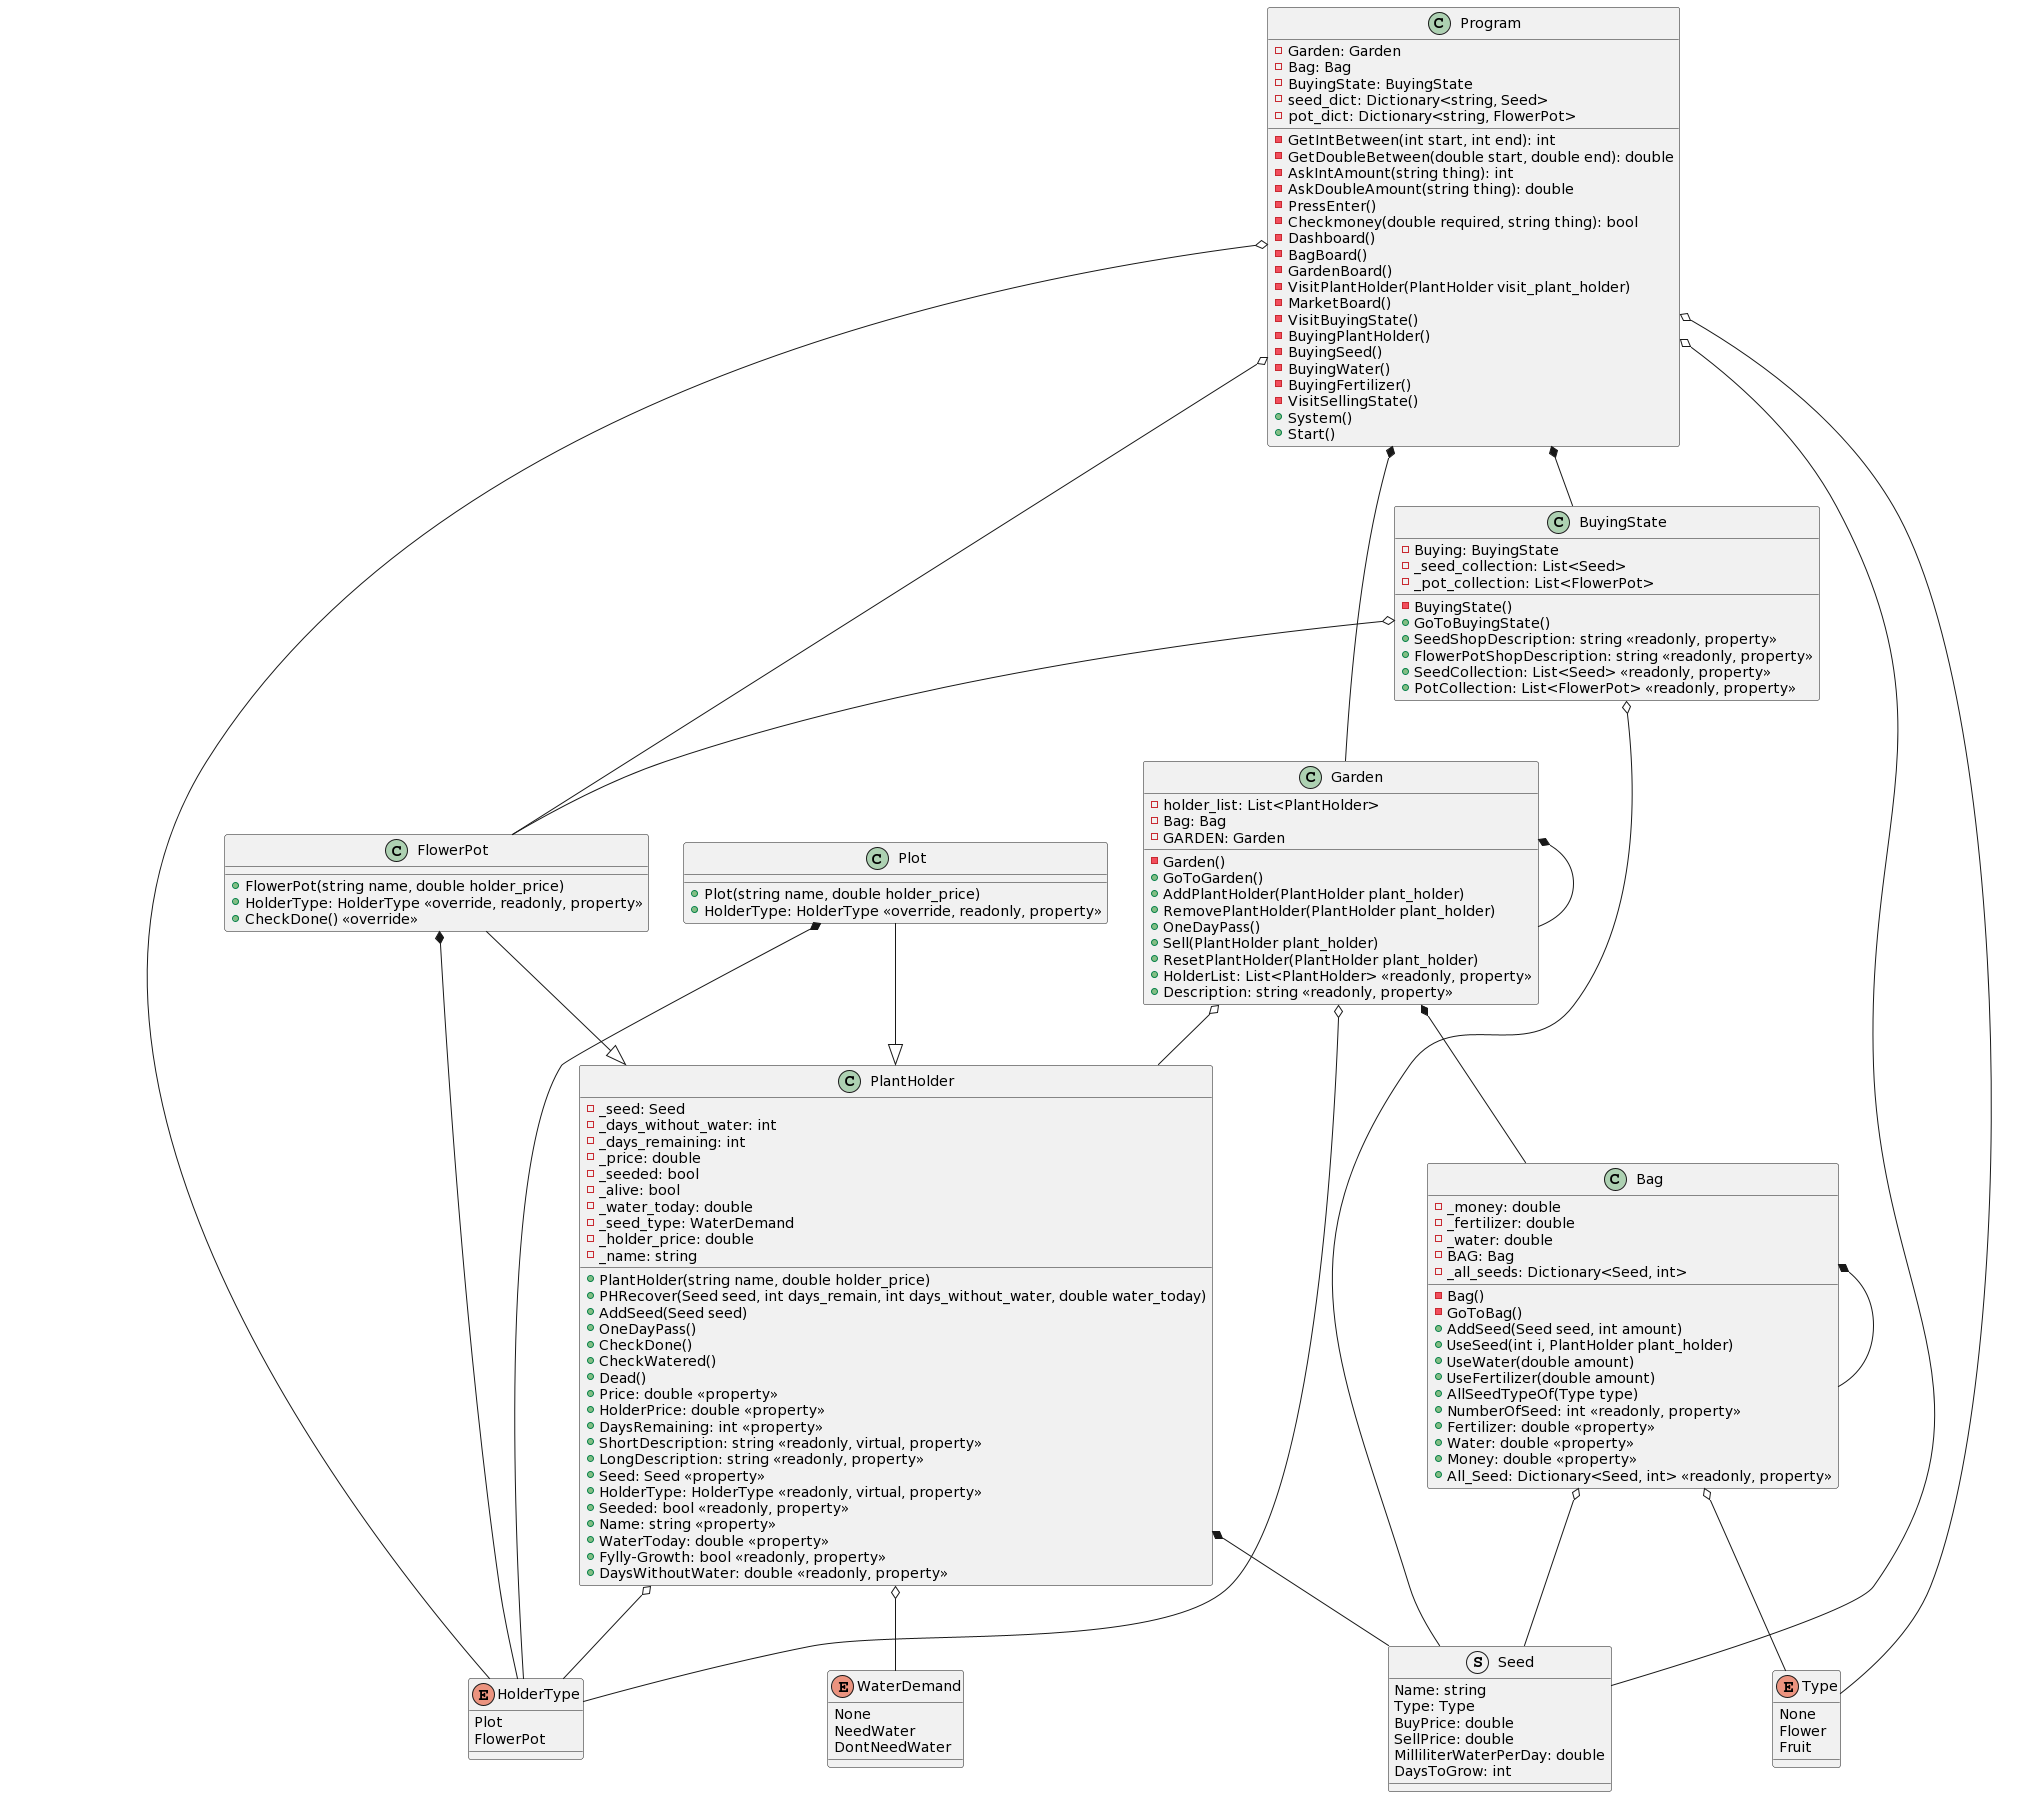 C Program
Garden: Garden
Bag: Bag
BuyingState: BuyingState
seed_dict: Dictionary<string, Seed>
pot_dict: Dictionary<string, FlowerPot>
GetIntBetween(int start, int end): int
GetDoubleBetween(double start, double end): double
AskIntAmount(string thing): int
AskDoubleAmount(string thing): double
PressEnter()
Checkmoney(double required, string thing): bool
Dashboard()
BagBoard()
GardenBoard()
VisitPlantHolder(PlantHolder visit_plant_holder)
MarketBoard()
VisitBuyingState()
BuyingPlantHolder()
BuyingSeed()
BuyingWater()
BuyingFertilizer()
VisitSellingState()
System()
Start()
C BuyingState
Buying: BuyingState
_seed_collection: List<Seed>
_pot_collection: List<FlowerPot>
BuyingState()
GoToBuyingState()
SeedShopDescription: string «readonly, property»
FlowerPotShopDescription: string «readonly, property»
SeedCollection: List<Seed> «readonly, property»
PotCollection: List<FlowerPot> «readonly, property»
C Garden
holder_list: List<PlantHolder>
Bag: Bag
GARDEN: Garden
Garden()
GoToGarden()
AddPlantHolder(PlantHolder plant_holder)
RemovePlantHolder(PlantHolder plant_holder)
OneDayPass()
Sell(PlantHolder plant_holder)
ResetPlantHolder(PlantHolder plant_holder)
HolderList: List<PlantHolder> «readonly, property»
Description: string «readonly, property»
C FlowerPot
FlowerPot(string name, double holder_price)
HolderType: HolderType «override, readonly, property»
CheckDone() «override»
C Plot
Plot(string name, double holder_price)
HolderType: HolderType «override, readonly, property»
C PlantHolder
_seed: Seed
_days_without_water: int
_days_remaining: int
_price: double
_seeded: bool
_alive: bool
_water_today: double
_seed_type: WaterDemand
_holder_price: double
_name: string
PlantHolder(string name, double holder_price)
PHRecover(Seed seed, int days_remain, int days_without_water, double water_today)
AddSeed(Seed seed)
OneDayPass()
CheckDone()
CheckWatered()
Dead()
Price: double «property»
HolderPrice: double «property»
DaysRemaining: int «property»
ShortDescription: string «readonly, virtual, property»
LongDescription: string «readonly, property»
Seed: Seed «property»
HolderType: HolderType «readonly, virtual, property»
Seeded: bool «readonly, property»
Name: string «property»
WaterToday: double «property»
Fylly-Growth: bool «readonly, property»
DaysWithoutWater: double «readonly, property»
C Bag
_money: double
_fertilizer: double
_water: double
BAG: Bag
_all_seeds: Dictionary<Seed, int>
Bag()
GoToBag()
AddSeed(Seed seed, int amount)
UseSeed(int i, PlantHolder plant_holder)
UseWater(double amount)
UseFertilizer(double amount)
AllSeedTypeOf(Type type)
NumberOfSeed: int «readonly, property»
Fertilizer: double «property»
Water: double «property»
Money: double «property»
All_Seed: Dictionary<Seed, int> «readonly, property»
E HolderType
Plot
FlowerPot
E WaterDemand
None
NeedWater
DontNeedWater
S Seed
Name: string
Type: Type
BuyPrice: double
SellPrice: double
MilliliterWaterPerDay: double
DaysToGrow: int
E Type
None
Flower
Fruit